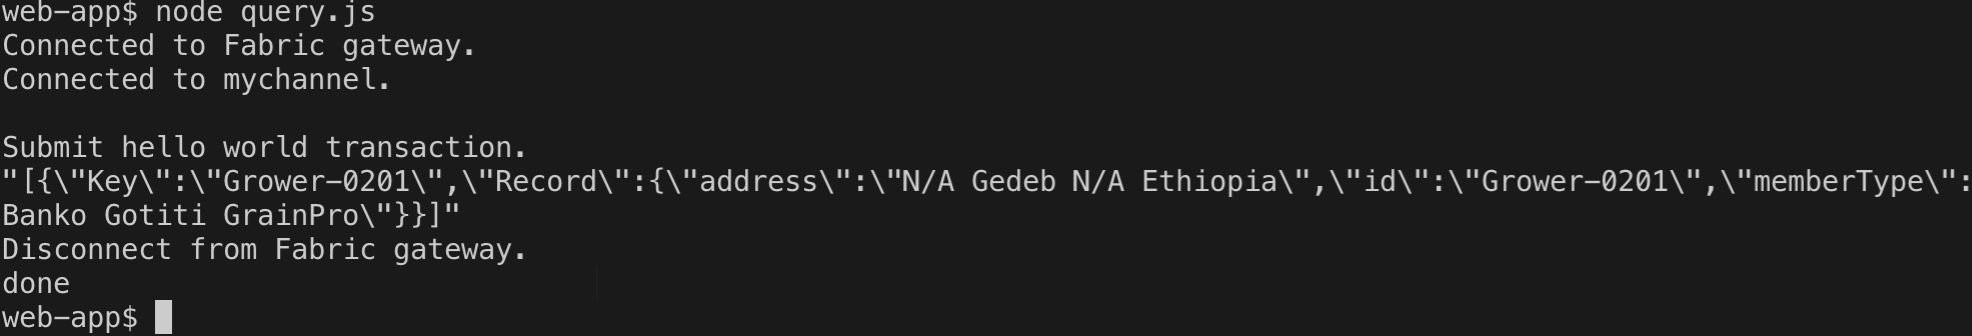 web-app$ node query.js
Connected to Fabric gateway.
Connected to mychannel.
Submit hello world transaction.
"[{\"Key\":\"Grower-0201\",\"Record\":{\"address\":\"N/A Gedeb N/A Ethiopia\",\"id\":\"Grower-0201\",\"memberType\":
Banko Gotiti GrainPro\"}}]"
Disconnect from Fabric gateway.
done
web-app$